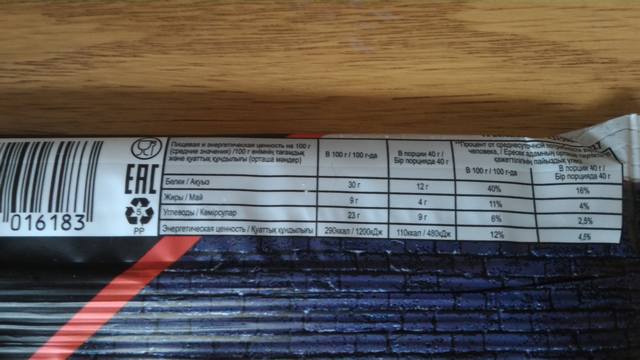 Пищевая и энергетическая ценность на 100 г
(средние значения) /100 г өнімнің тағамдық
және қуаттық құндылығы (орташа мәндер)
В 100 г / 100 г-да
В порции 40 г /
Бір порцияда 40 г
В 100 г / 100 г-да
В порции 40 г /
Бір порцияда 40 г
Белки / Ақуыз 30 г 12 г 40% 16%
Жиры / Май 9 г 4 г 11% 4%
Углеводы / Көмірсулар 23 г 9 г 6% 2,5%
Энергетическая ценность / Қуаттық құндылығы 290ккал / 1200кДж 110ккал / 480кДж 12% 4,5%
EAC
5
PP
016183